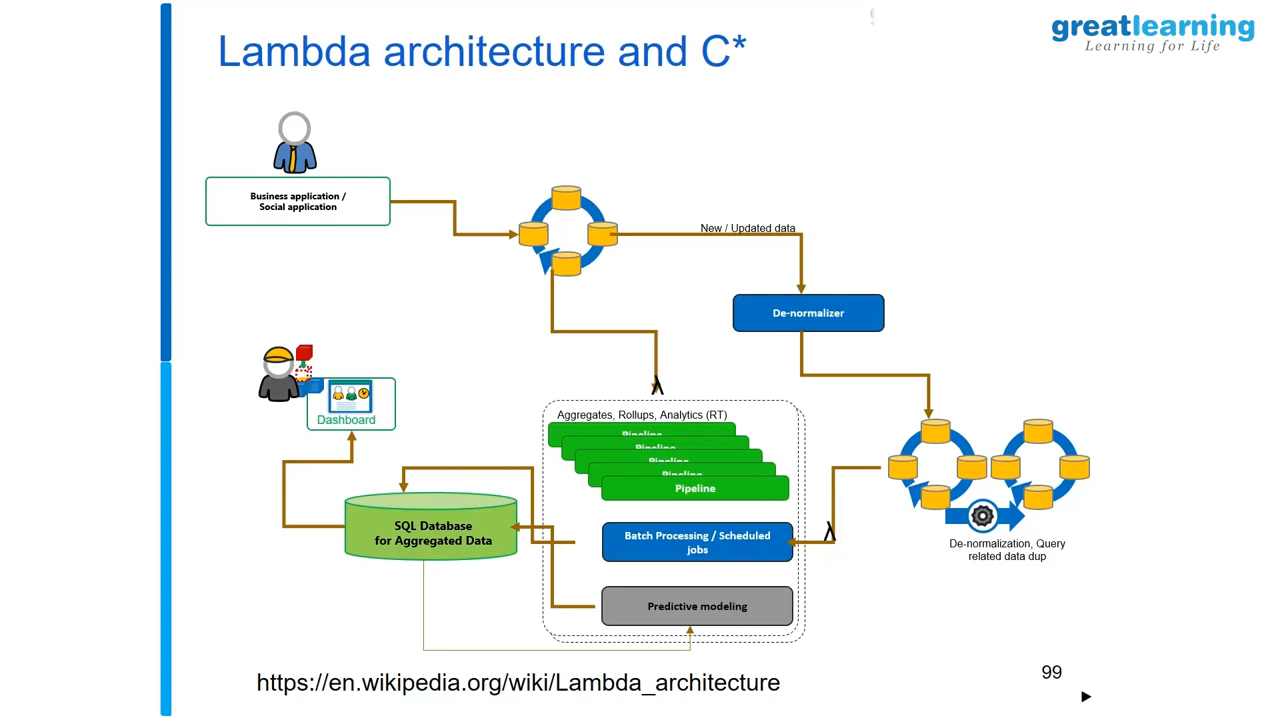 Lambda architecture and C*
greatlearning
Learning for Life
Business application /
Social application
New / Updated data
De-normalizer
λ
Aggregates, Rollups, Analytics (RT)
Pipeline
Pipeline
Pipeline
Pipeline
Pipeline
Dashboard
SQL Database
for Aggregated Data
Batch Processing / Scheduled
jobs
λ
De-normalization, Query
related data dup
Predictive modeling
https://en.wikipedia.org/wiki/Lambda_architecture
99